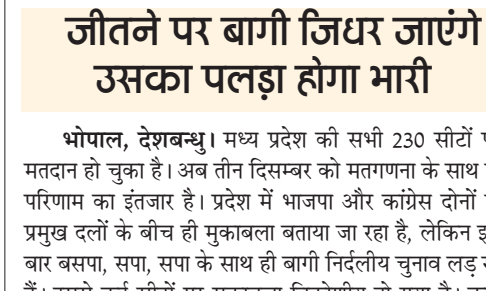 जीतने पर बागी जिधर जाएंगे
उसका पलड़ा होगा भारी
भोपाल, देशबन्धु। मध्य प्रदेश की सभी 230 सीटों
मतदान हो चुका है। अब तीन दिसम्बर को मतगणना के साथ
परिणाम का इंतजार है। प्रदेश में भाजपा और कांग्रेस दोनों
प्रमुख दलों के बीच ही मुकाबला बताया जा रहा है, लेकिन
बार बसपा, सपा, सपा के साथ ही बागी निर्दलीय चुनाव लड़